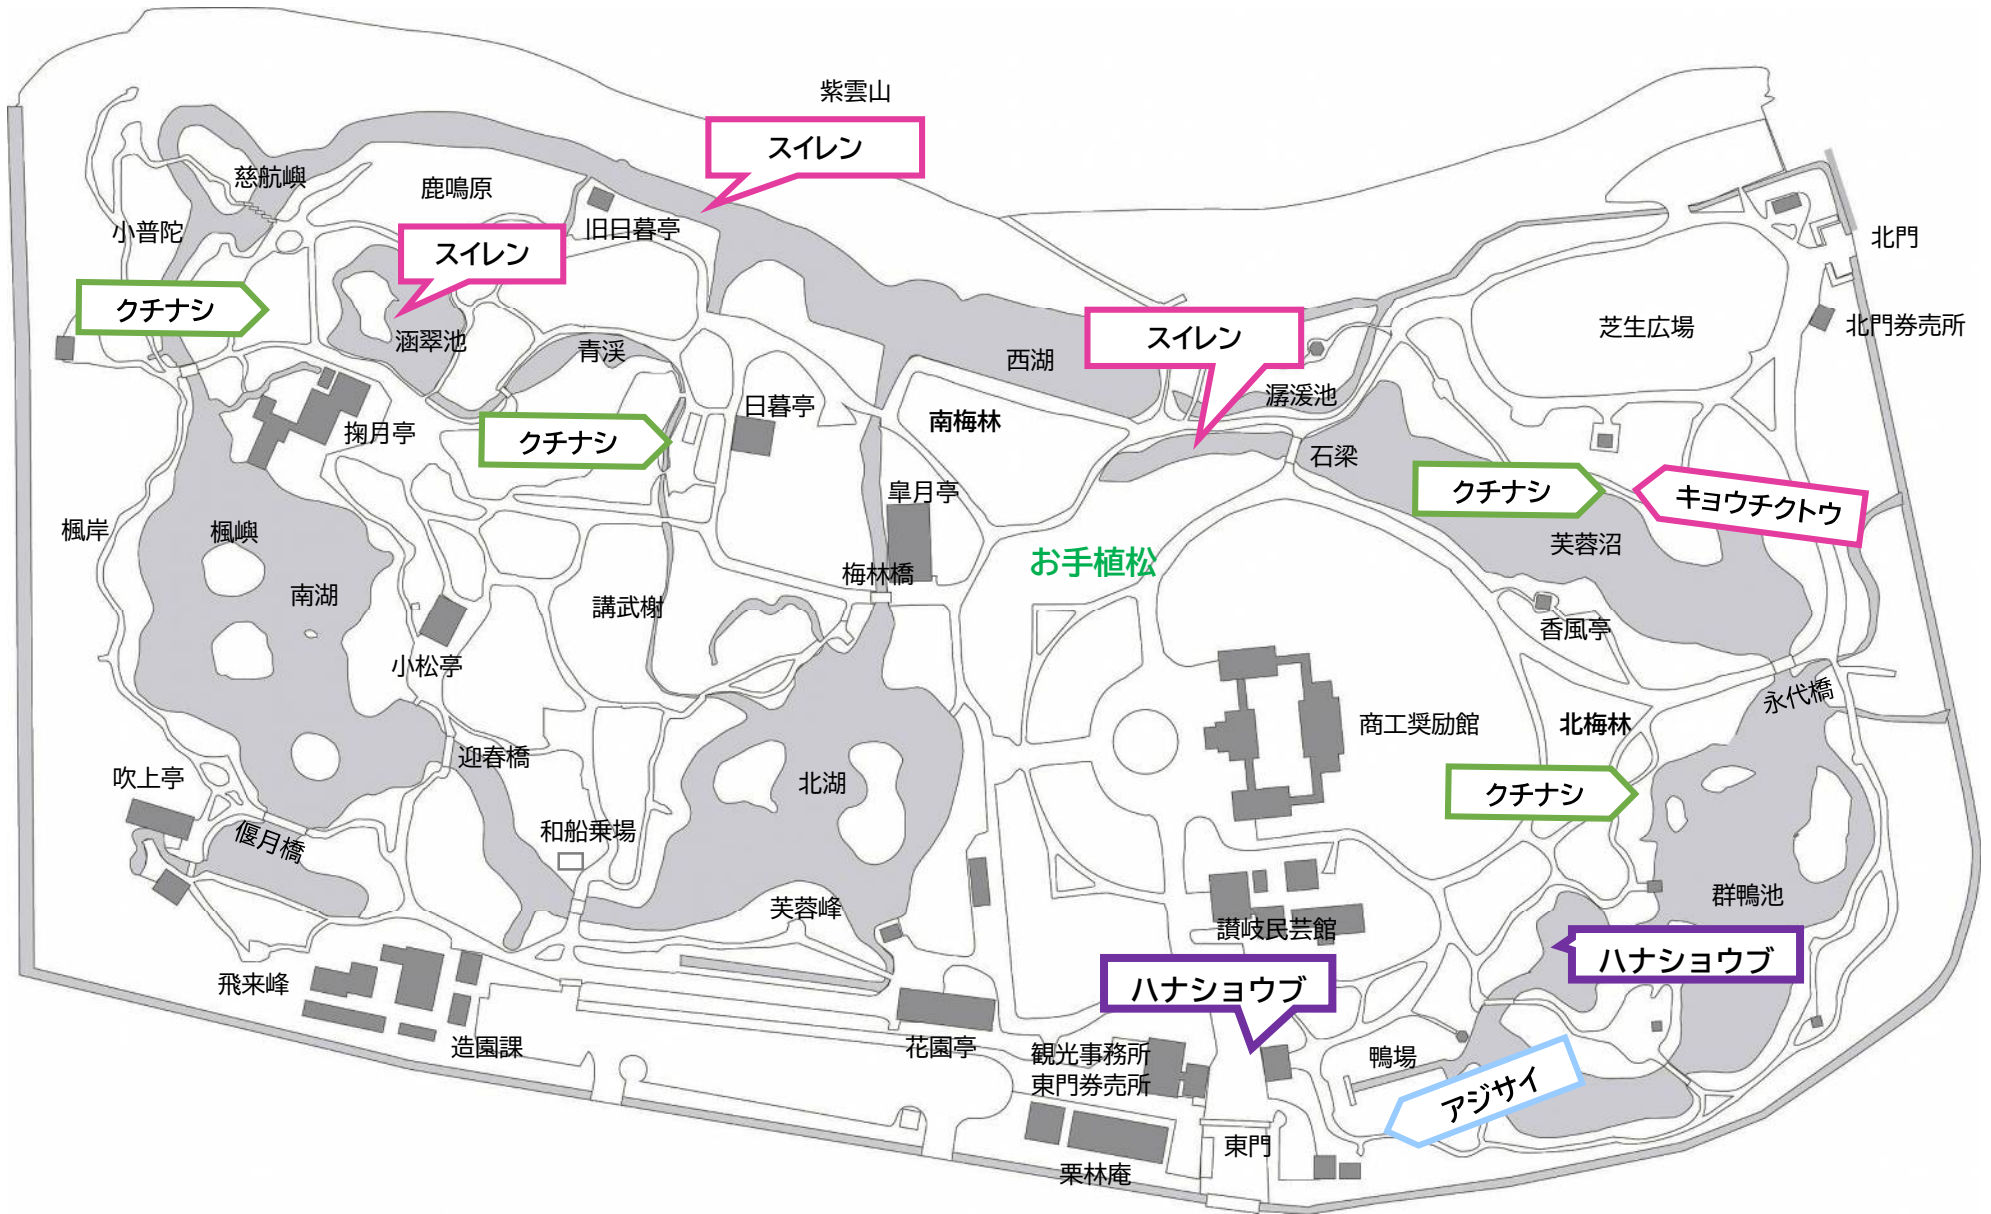 紫雲山
スイレン
慈航嶼
鹿鳴原
小普陀
旧日暮亭
北門
スイレン
クチナシ
涵翠池
青渓
西湖
スイレン
芝生広場
北門券売所
潺湲池
日暮亭
南梅林
掬月亭
クチナシ
石梁
クチナシ
キョウチクトウ
皐月亭
楓岸
楓嶼
お手植松
芙蓉沼
梅林橋
南湖
講武榭
香風亭
小松亭
永代橋
商工奨励館
北梅林
迎春橋
吹上亭
北湖
クチナシ
和船乗場
偃月橋
群鴨池
芙蓉峰
讃岐民芸館
ハナショウブ
飛来峰
ハナショウブ
造園課
花園亭
観光事務所
東門券売所
鴨場
アジサイ
東門
栗林庵